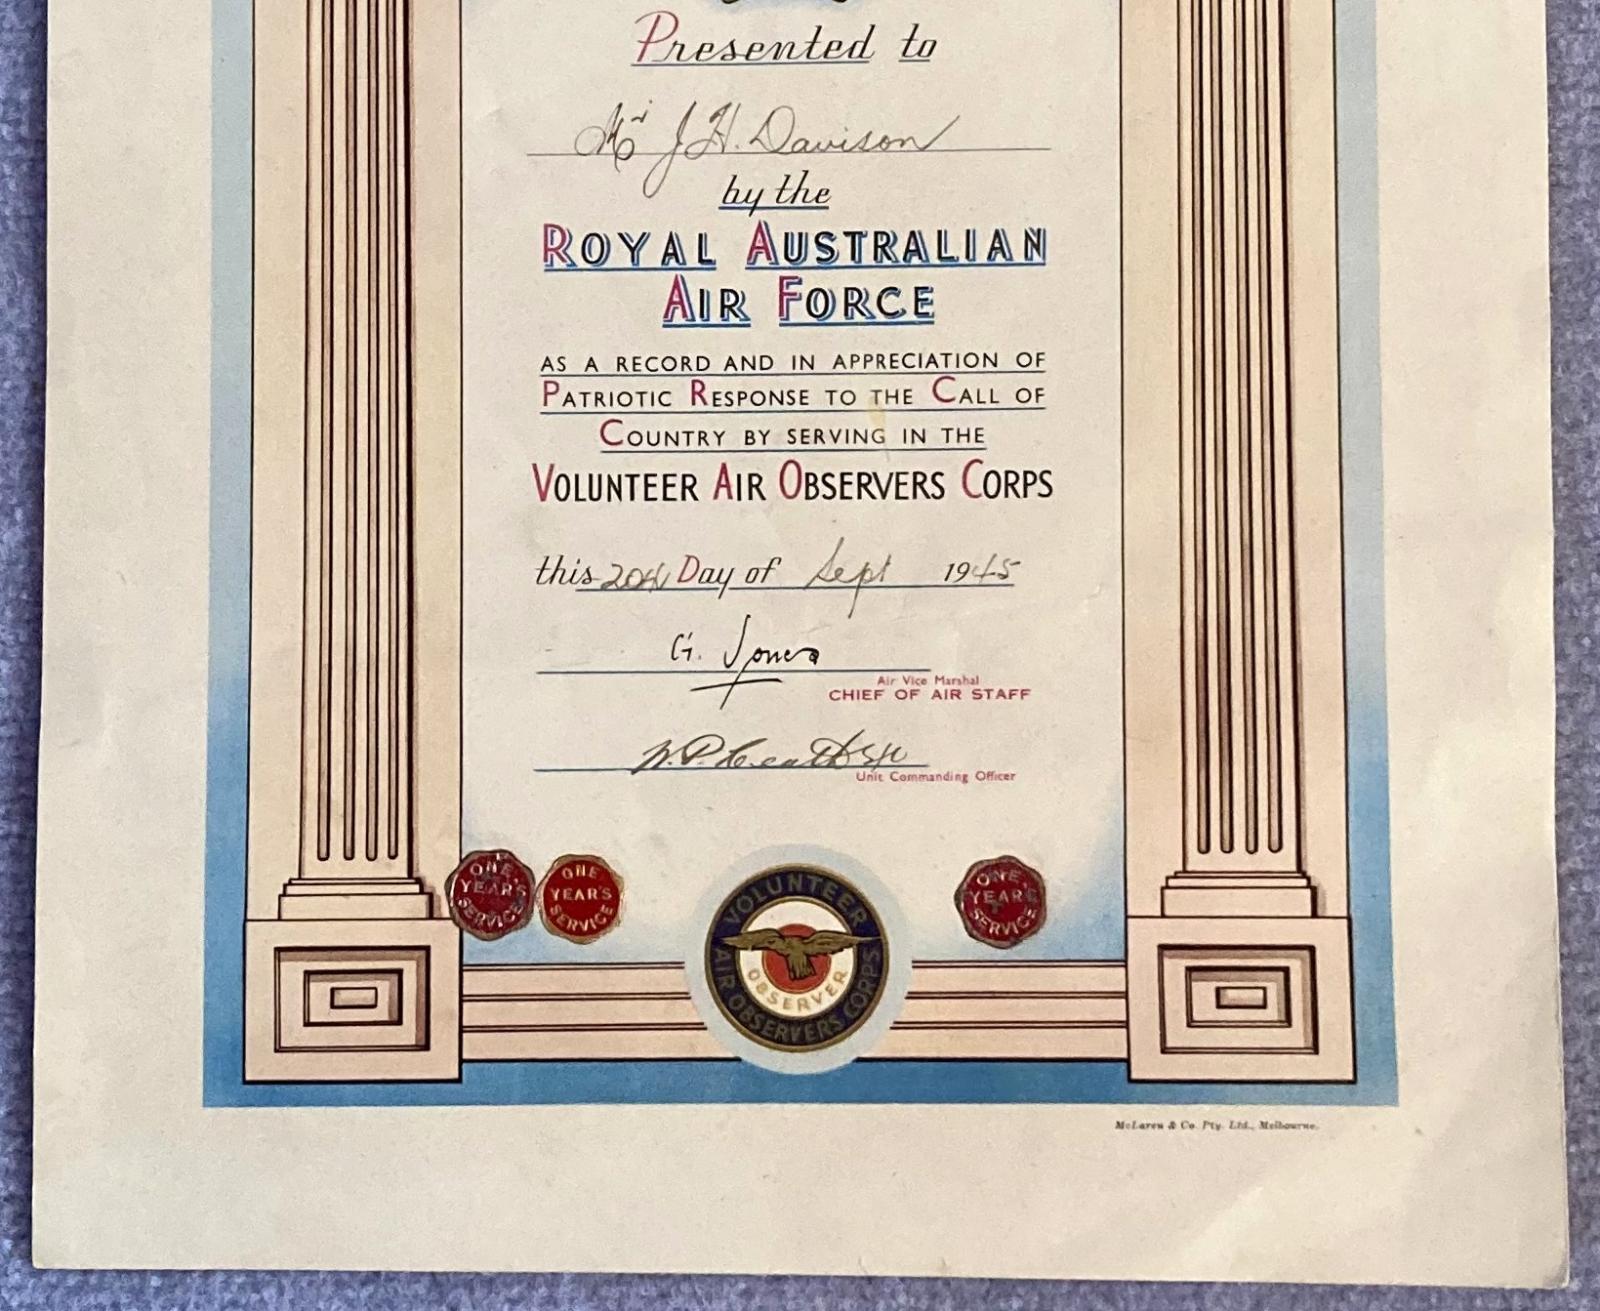 Presented to
Mr J. H. Davison
by the
ROYAL AUSTRALIAN
AIR FORCE
AS A RECORD AND IN APPRECIATION OF
PATRIOTIC RESPONSE TO THE CALL OF
COUNTRY BY SERVING IN THE
VOLUNTEER AIR OBSERVERS CORPS
this 20th Day of Sept 1945
G. Jones
Air Vice Marshal
CHIEF OF AIR STAFF
Unit Commanding Officer
ONE YEAR'S SERVICE
ONE YEAR'S SERVICE
ONE YEAR'S SERVICE
VOLUNTEER AIR OBSERVERS CORPS
OBSERVER
McLaren & Co. Pty. Ltd., Melbourne.